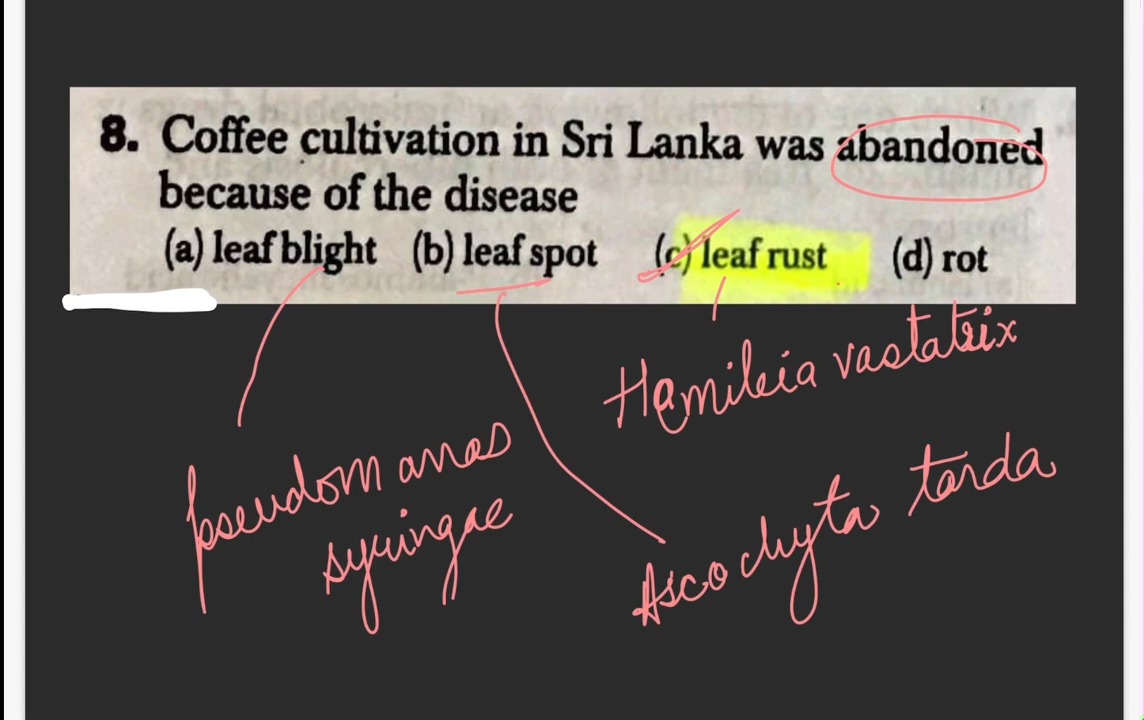 8. Coffee cultivation in Sri Lanka was abandoned
because of the disease
(a) leaf blight (b) leaf spot (c) leaf rust (d) rot
Hemileia vastatrix
pseudomonas
syringae
Ascochyta tarda